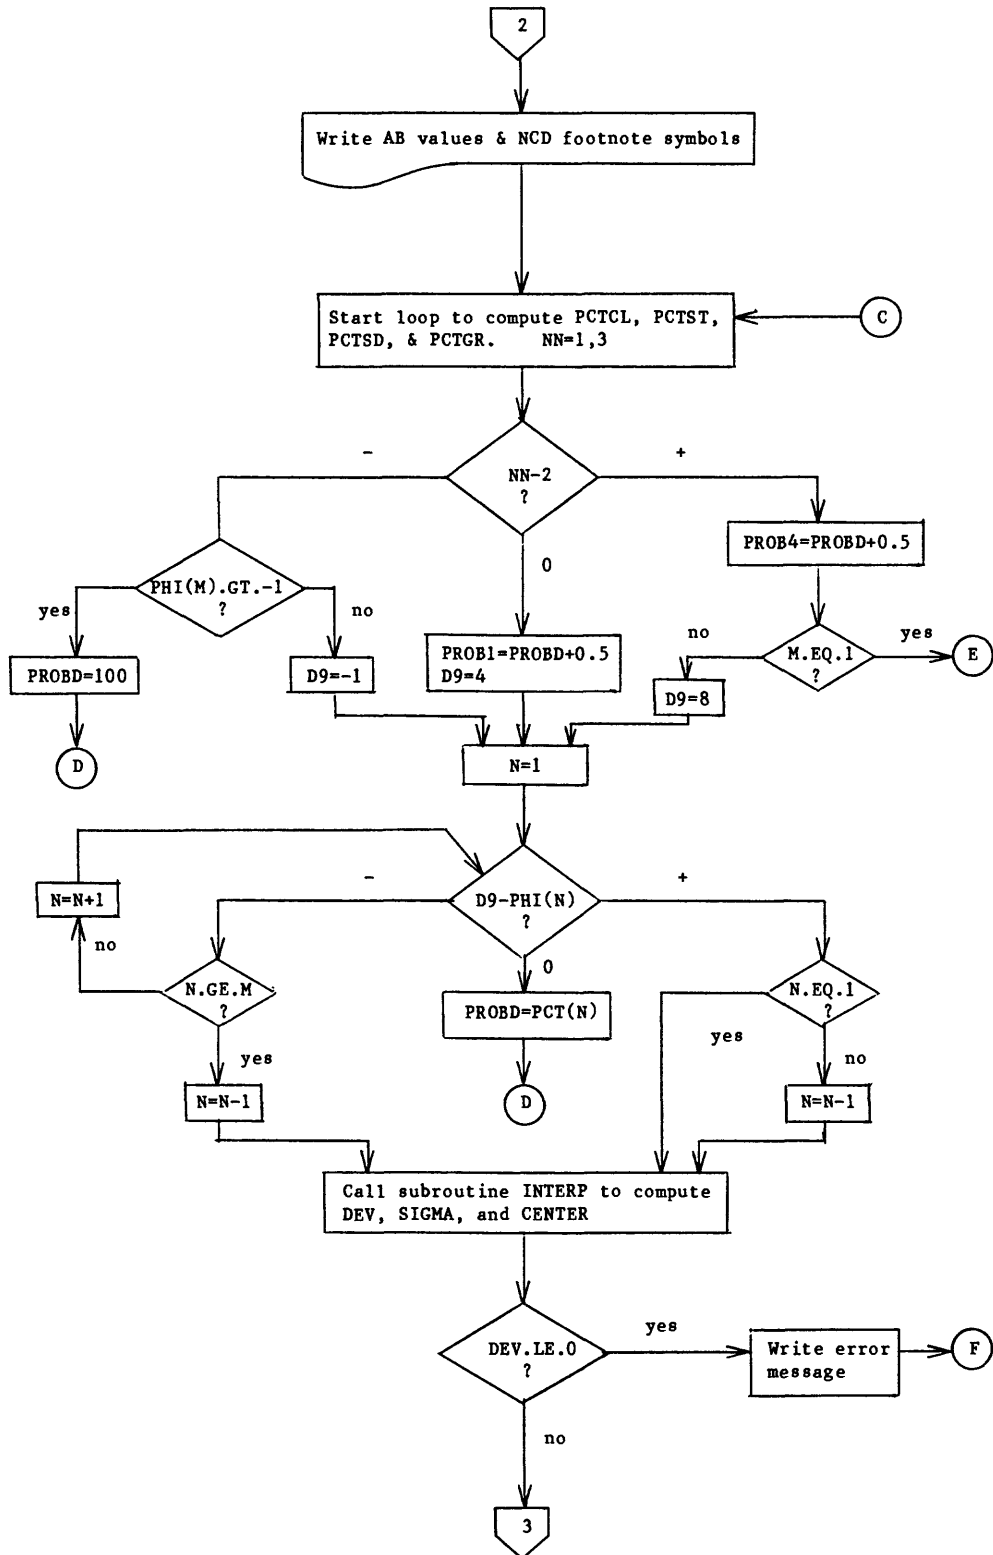 2
Write AB values & NCD footnote symbols
Start loop to compute PCTCL, PCTST,
PCTSD, & PCTGR. NN=1,3
C
-
NN-2
?
+
0
PROB4=PROBD+0.5
PHI(M).GT.-1
?
yes
no
PROBD=100
D9=-1
PROB1=PROBD+0.5
D9=4
no
M.EQ.1
?
yes
E
D9=8
D
N=1
-
D9-PHI(N)
?
+
N=N+1
no
0
N.GE.M
?
PROBD=PCT(N)
N.EQ.1
?
yes
yes
no
N=N-1
D
N=N-1
Call subroutine INTERP to compute
DEV, SIGMA, and CENTER
DEV.LE.0
?
yes
Write error
message
F
no
3